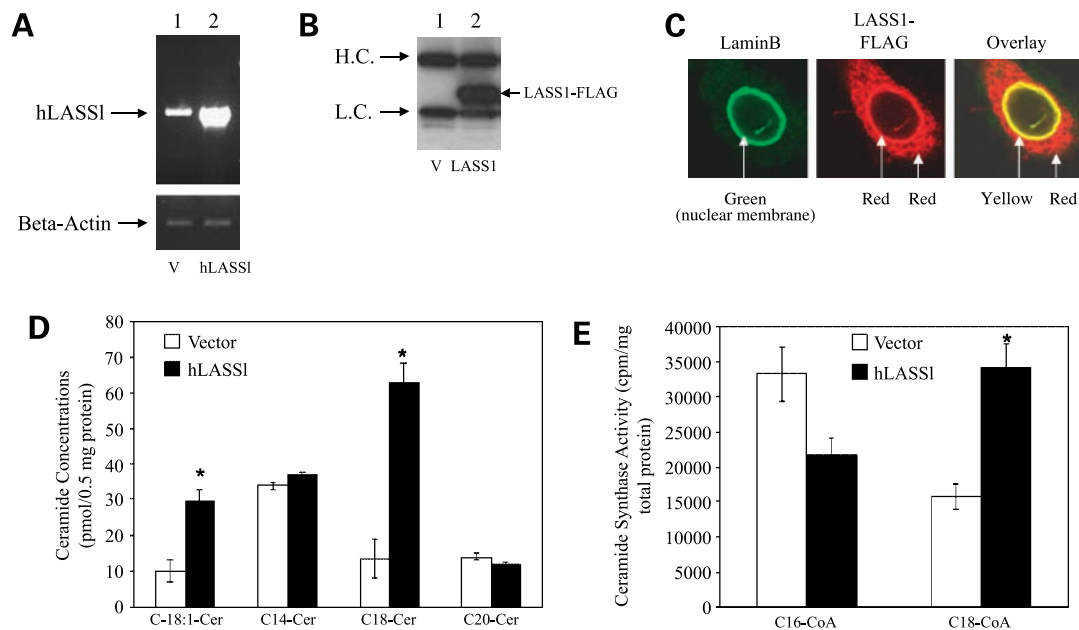 A
1 2
hLASSl
Beta-Actin
V hLASSl
B
1 2
H.C.
LASS1-FLAG
L.C.
V LASS1
C
LaminB
LASS1-
FLAG
Overlay
Green
(nuclear membrane)
Red Red
Yellow Red
D
Ceramide Concentrations
(pmol/0.5 mg protein)
80
70
60
50
40
30
20
10
0
Vector
hLASSl
*
*
C-18:1-Cer C14-Cer C18-Cer C20-Cer
E
Ceramide Synthase Activity (cpm/mg
total protein)
40000
35000
30000
25000
20000
15000
10000
5000
0
Vector
hLASSl
*
C16-CoA C18-CoA